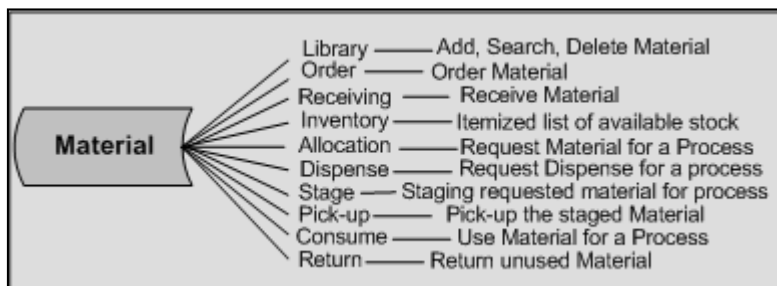 Material
Library Add, Search, Delete Material
Order Order Material
Receiving Receive Material
Inventory Itemized list of available stock
Allocation Request Material for a Process
Dispense Request Dispense for a process
Stage Staging requested material for process
Pick-up Pick-up the staged Material
Consume Use Material for a Process
Return Return unused Material